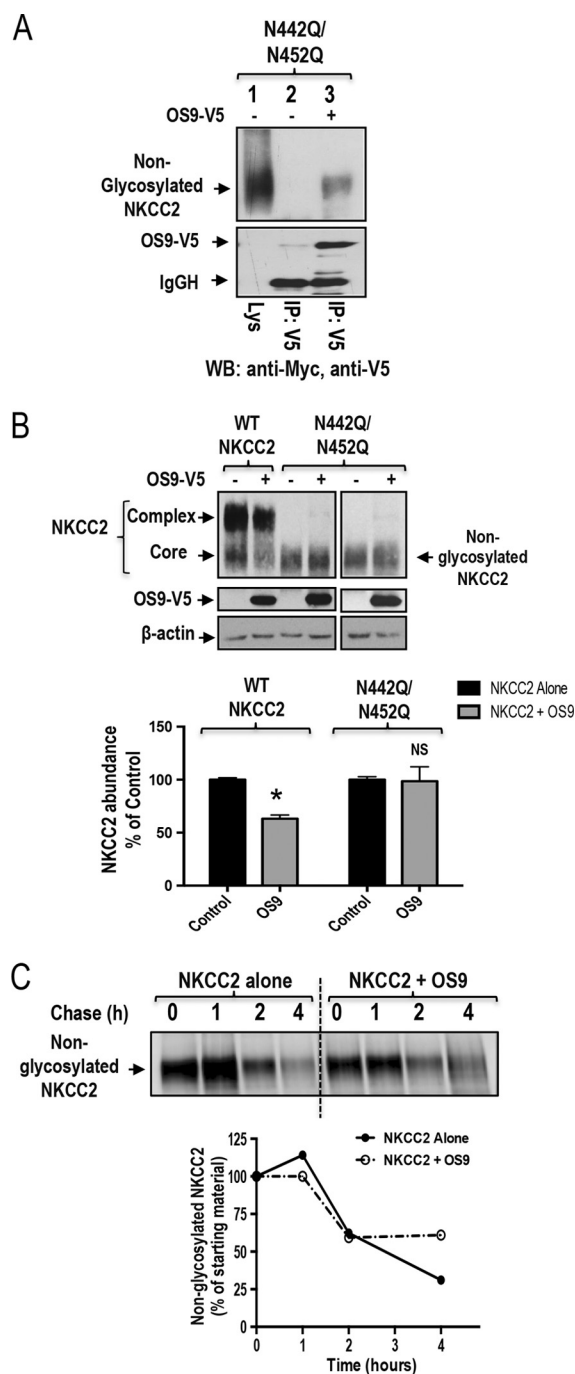 A
N442Q/
N452Q
1 2 3
OS9-V5 - - +
Non-
Glycosylated
NKCC2
OS9-V5
IgGH
Lys
IP: V5
IP: V5
WB: anti-Myc, anti-V5
B
WT
NKCC2
N442Q/
N452Q
OS9-V5 - + - + - +
NKCC2
Complex
Core
Non-
glycosylated
NKCC2
OS9-V5
β-actin
NKCC2 Alone
NKCC2 + OS9
WT
NKCC2
N442Q/
N452Q
NKCC2 abundance
% of Control
150
100
50
0
*
NS
Control
OS9
Control
OS9
C
NKCC2 alone
NKCC2 + OS9
Chase (h) 0 1 2 4 0 1 2 4
Non-
glycosylated
NKCC2
NKCC2 Alone
NKCC2 + OS9
Non-glycosylated NKCC2
(% of starting material)
125
100
75
50
25
0
0 1 2 3 4
Time (hours)